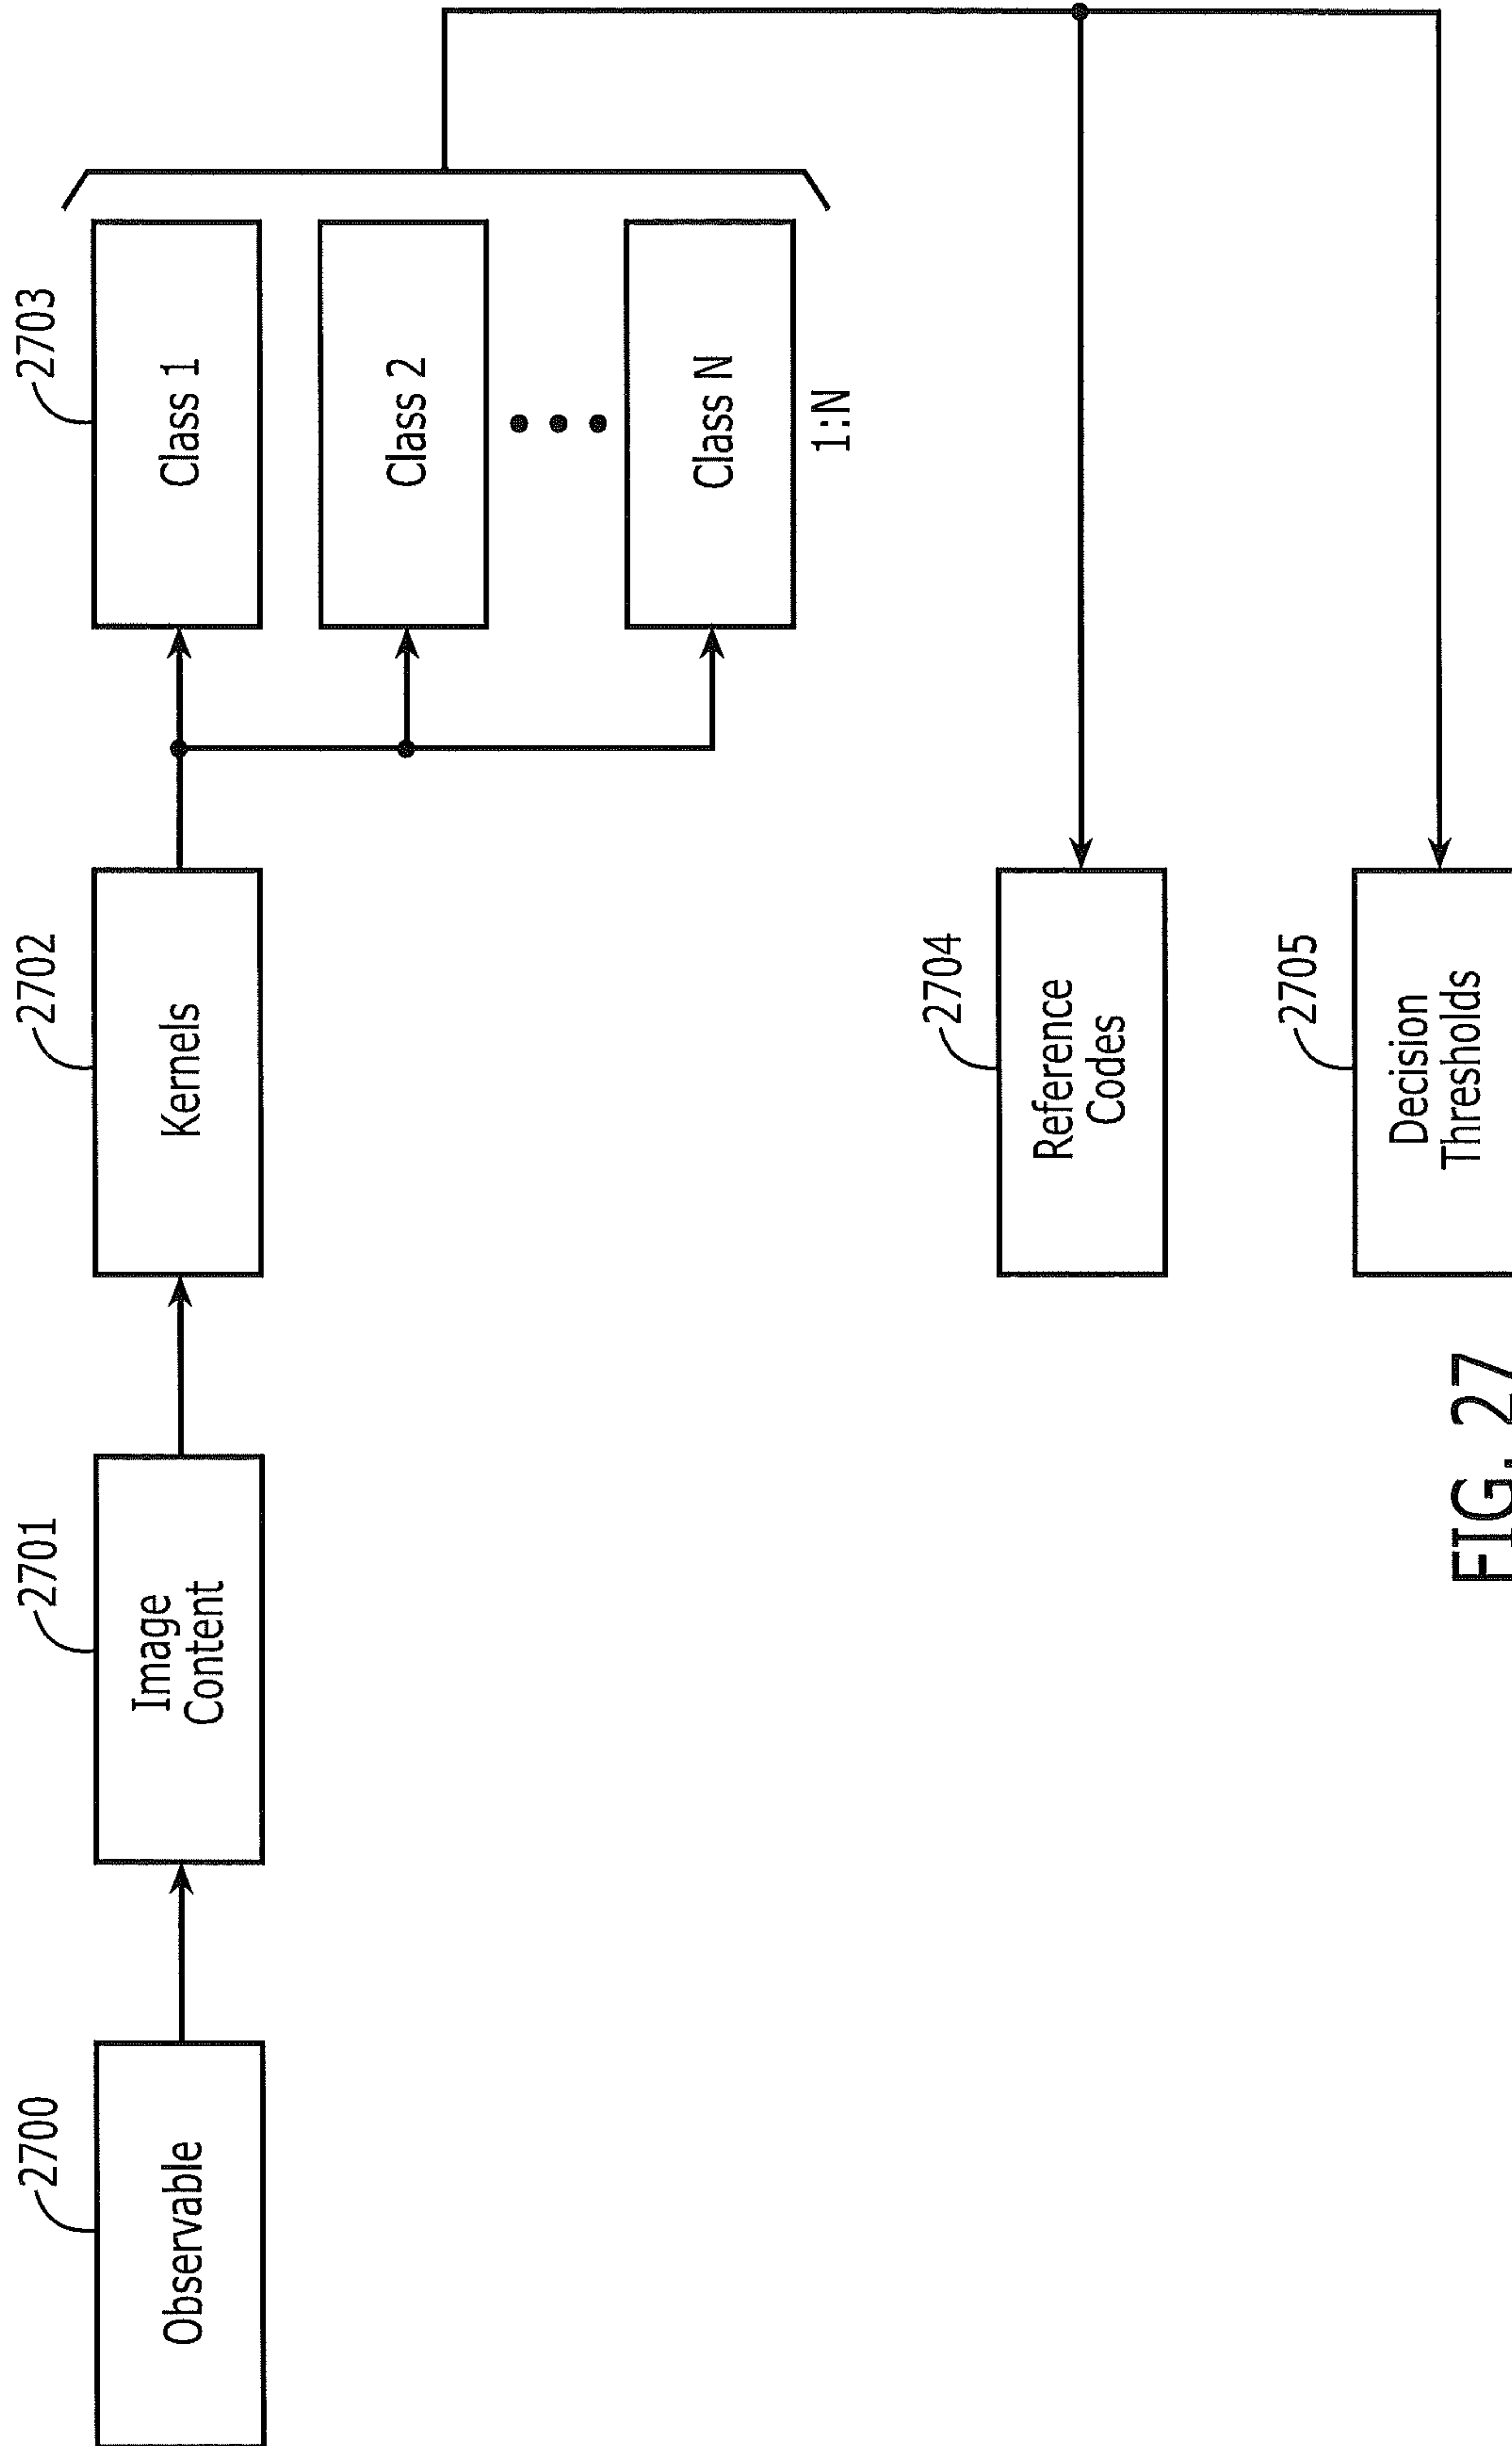 2700
Observable
2701
Image
Content
2702
Kernels
2703
Class 1
Class 2
Class N
1:N
2704
Reference
Codes
2705
Decision
Thresholds
FIG. 27